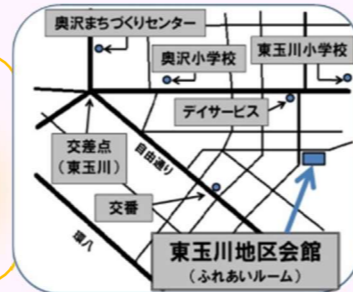 奥沢まちづくりセンター
奥沢小学校
東玉川小学校
デイサービス
交差点
（東玉川）
自由通り
交番
環八
東玉川地区会館
（ふれあいルーム）